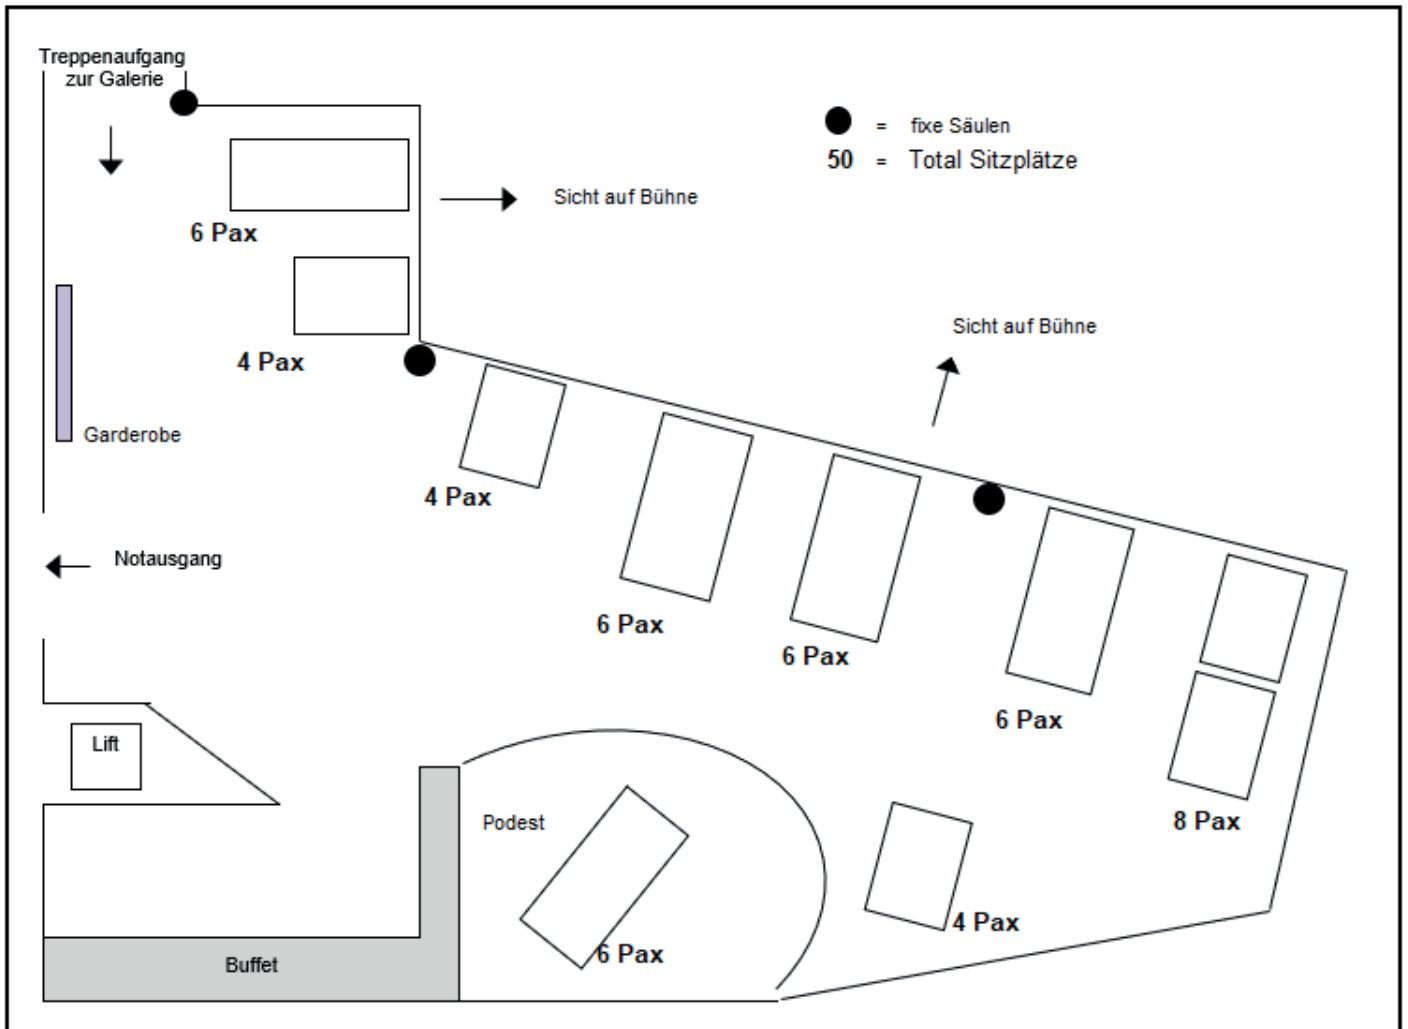 Treppenaufgang
zur Galerie
= fixe Säulen
50 = Total Sitzplätze
Sicht auf Bühne
6 Pax
Sicht auf Bühne
4 Pax
Garderobe
4 Pax
Notausgang
6 Pax
6 Pax
6 Pax
Lift
Podest
8 Pax
4 Pax
6 Pax
Buffet